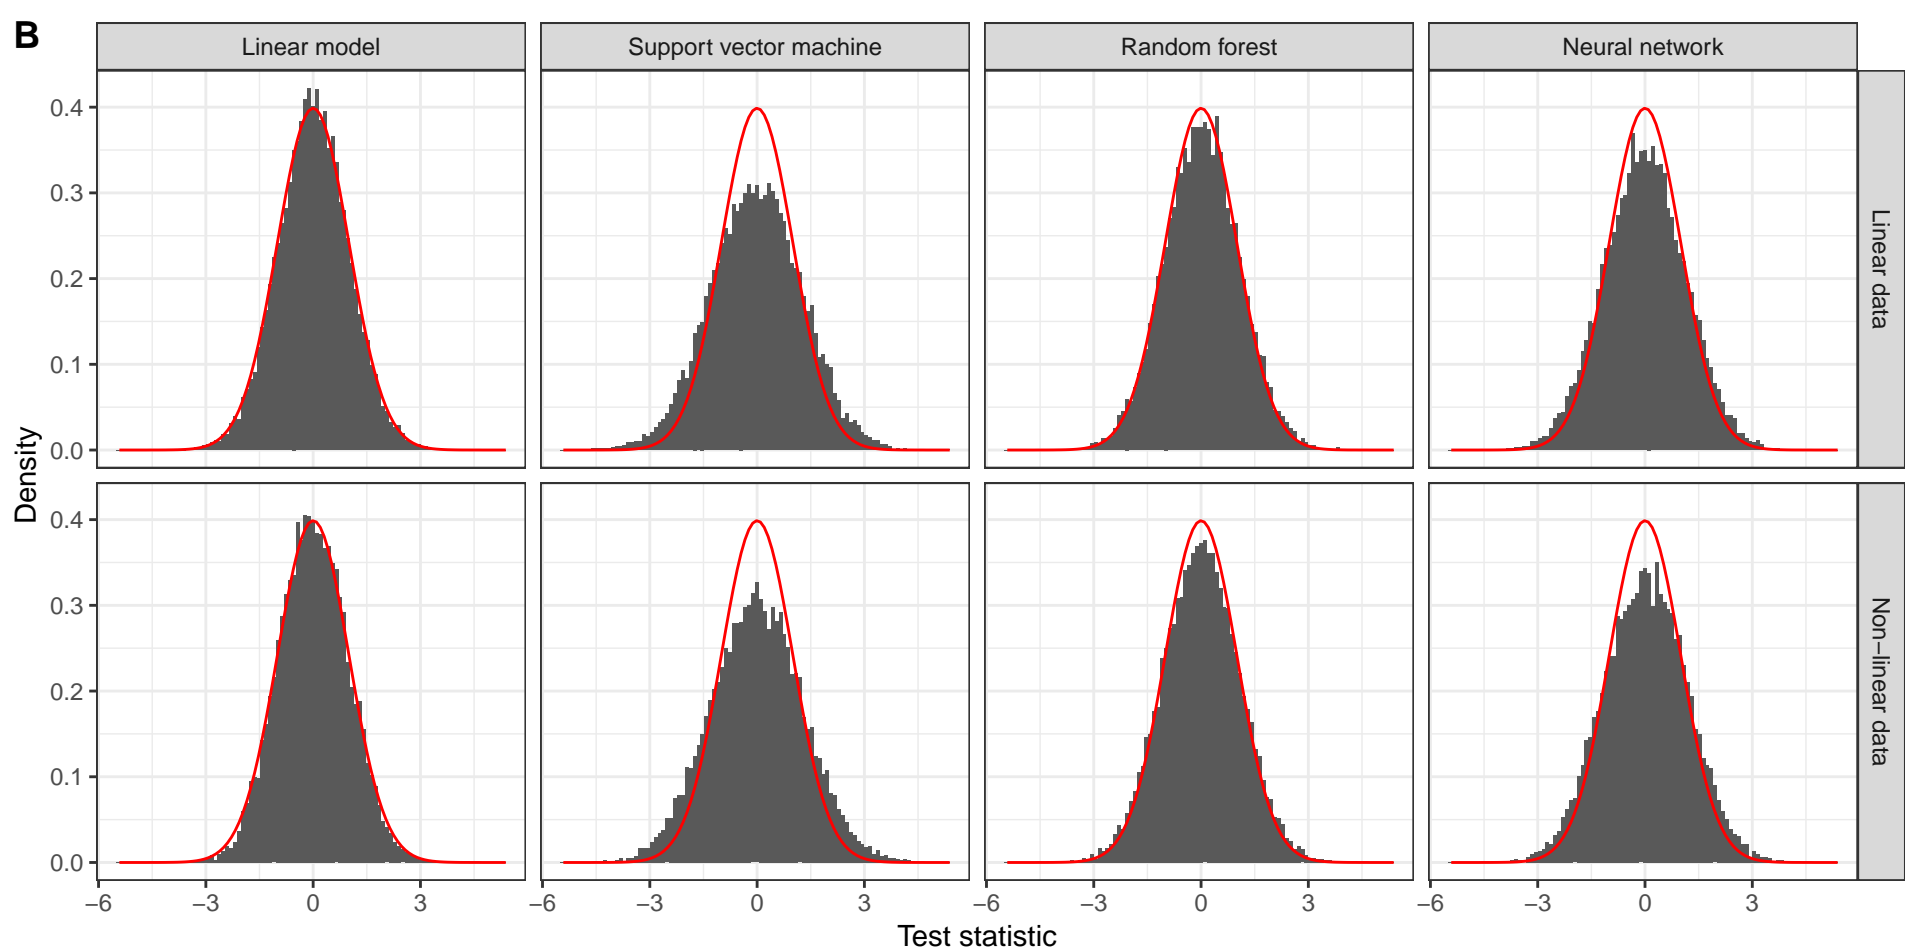 B
Linear model
Support vector machine
Random forest
Neural network
0.4
0.3
0.2
0.1
0.0
Linear data
Density
0.4
0.3
0.2
0.1
0.0
Non−linear data
−6 −3 0 3
−6 −3 0 3
−6 −3 0 3
−6 −3 0 3
Test statistic